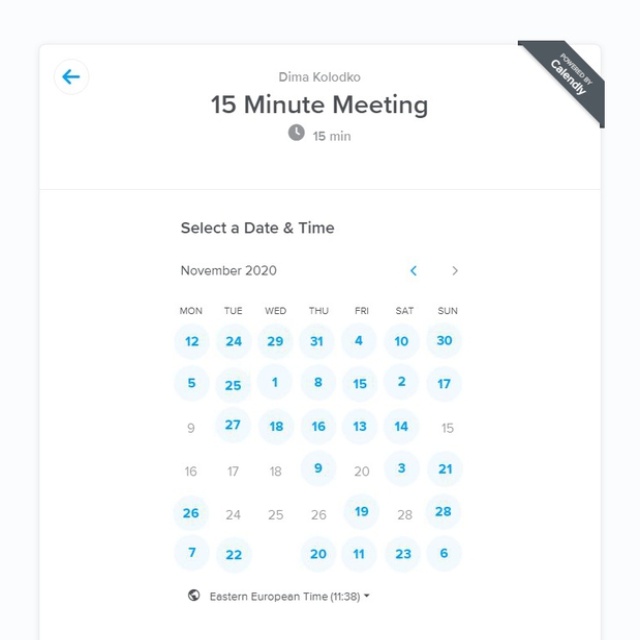 POWERED BY
Calendly
Dima Kolodko
15 Minute Meeting
15 min
Select a Date & Time
November 2020
MON TUE WED THU FRI SAT SUN
12 24 29 31 4 10 30
5 25 1 8 15 2 17
9 27 18 16 13 14 15
16 17 18 9 20 3 21
26 24 25 26 19 28 28
7 22 20 11 23 6
Eastern European Time (11:38)